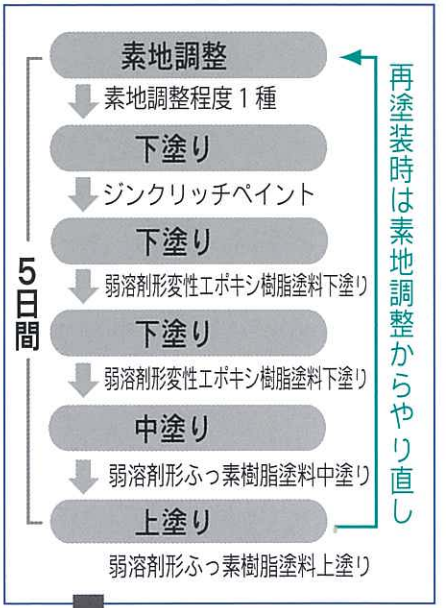 素地調整
素地調整程度1種
下塗り
ジンクリッチペイント
下塗り
弱溶剤形変性エポキシ樹脂塗料下塗り
下塗り
弱溶剤形変性エポキシ樹脂塗料下塗り
中塗り
弱溶剤形ふっ素樹脂塗料中塗り
上塗り
弱溶剤形ふっ素樹脂塗料上塗り
5日間
再塗装時は素地調整からやり直し